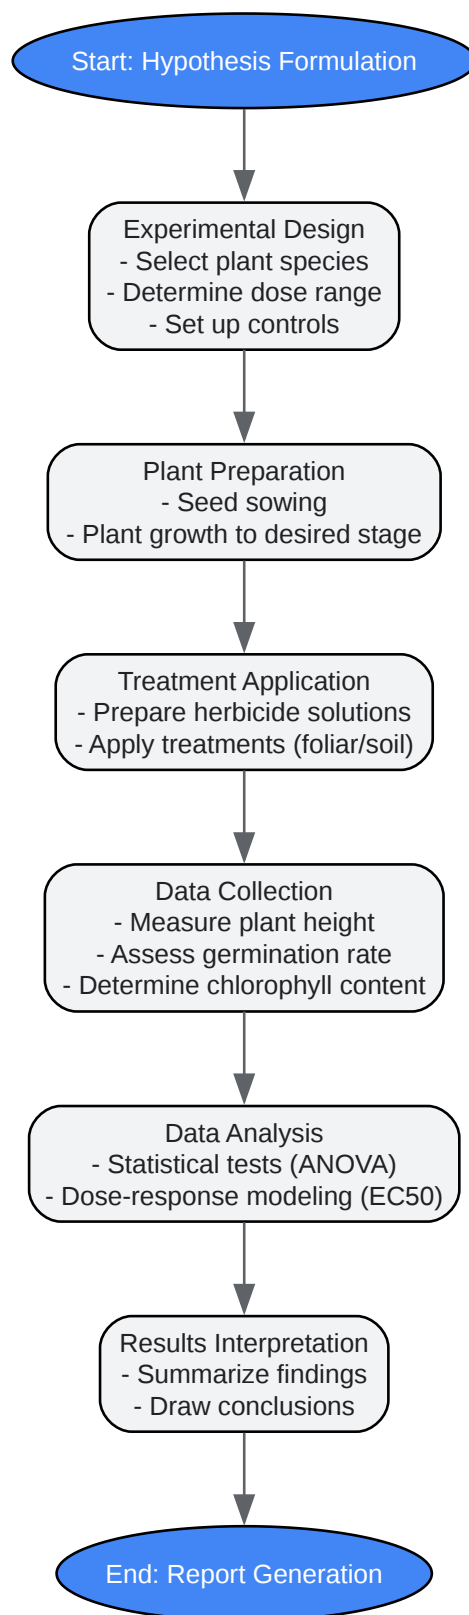 Start: Hypothesis Formulation
Experimental Design
- Select plant species
- Determine dose range
- Set up controls
Plant Preparation
- Seed sowing
- Plant growth to desired stage
Treatment Application
- Prepare herbicide solutions
- Apply treatments (foliar/soil)
Data Collection
- Measure plant height
- Assess germination rate
- Determine chlorophyll content
Data Analysis
- Statistical tests (ANOVA)
- Dose-response modeling (EC50)
Results Interpretation
- Summarize findings
- Draw conclusions
End: Report Generation